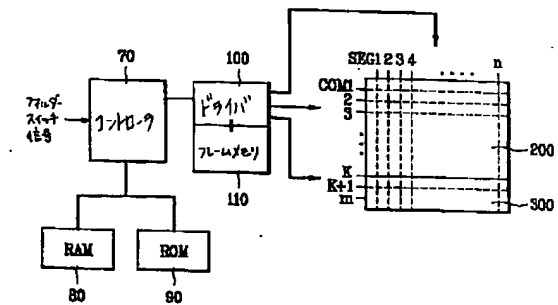 70
100
SEG1 2 3 4 .... n
COM1
2
3
フォルダー
スイッチ
信号
コントローラ
ドライバ
フレームメモリ
110
K
K+1
m
200
300
RAM
ROM
80
90